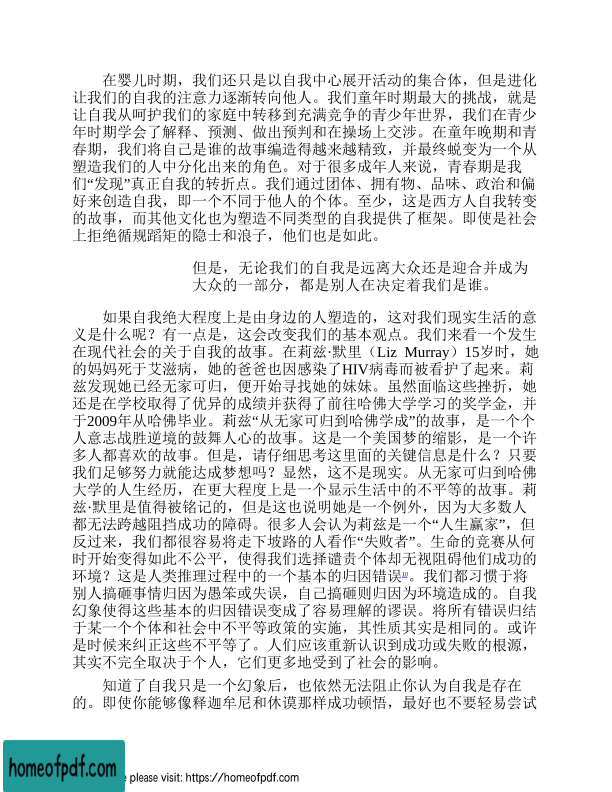 在婴儿时期，我们还只是以自我中心展开活动的集合体，但是进化
让我们的自我的注意力逐渐转向他人。我们童年时期最大的挑战，就是
让自我从呵护我们的家庭中转移到充满竞争的青少年世界，我们在青少
年时期学会了解释、预测、做出预判和在操场上交涉。在童年晚期和青
春期，我们将自己是谁的故事编造得越来越精致，并最终蜕变为一个从
塑造我们的人中分化出来的角色。对于很多成年人来说，青春期是我
们“发现”真正自我的转折点。我们通过团体、拥有物、品味、政治和偏
好来创造自我，即一个不同于他人的个体。至少，这是西方人自我转变
的故事，而其他文化也为塑造不同类型的自我提供了框架。即使是社会
上拒绝循规蹈矩的隐士和浪子，他们也是如此。
但是，无论我们的自我是远离大众还是迎合并成为
大众的一部分，都是别人在决定着我们是谁。
如果自我绝大程度上是由身边的人塑造的，这对我们现实生活的意
义是什么呢？有一点是，这会改变我们的基本观点。我们来看一个发生
在现代社会的关于自我的故事。在莉兹·默里（Liz Murray）15岁时，她
的妈妈死于艾滋病，她的爸爸也因感染了HIV病毒而被看护了起来。莉
兹发现她已经无家可归，便开始寻找她的妹妹。虽然面临这些挫折，她
还是在学校取得了优异的成绩并获得了前往哈佛大学学习的奖学金，并
于2009年从哈佛毕业。莉兹“从无家可归到哈佛学成”的故事，是一个个
人意志战胜逆境的鼓舞人心的故事。这是一个美国梦的缩影，是一个许
多人都喜欢的故事。但是，请仔细思考这里面的关键信息是什么？只要
我们足够努力就能达成梦想吗？显然，这不是现实。从无家可归到哈佛
大学的人生经历，在更大程度上是一个显示生活中的不平等的故事。莉
兹·默里是值得被铭记的，但是这也说明她是一个例外，因为大多数人
都无法跨越阻挡成功的障碍。很多人会认为莉兹是一个“人生赢家”，但
反过来，我们都很容易将走下坡路的人看作“失败者”。生命的竞赛从何
时开始变得如此不公平，使得我们选择谴责个体却无视阻碍他们成功的
环境？这是人类推理过程中的一个基本的归因错误。我们都习惯于将
别人搞砸事情归因为愚笨或失误，自己搞砸则归因为环境造成的。自我
幻象使得这些基本的归因错误变成了容易理解的谬误。将所有错误归结
于某一个个体和社会中不平等政策的实施，其性质其实是相同的。或许
是时候来纠正这些不平等了。人们应该重新认识到成功或失败的根源，
其实不完全取决于个人，它们更多地受到了社会的影响。
知道了自我只是一个幻象后，也依然无法阻止你认为自我是存在
的。即使你能够像释迦牟尼和休谟那样成功顿悟，最好也不要轻易尝试
homeofpdf.com
please visit: https://homeofpdf.com